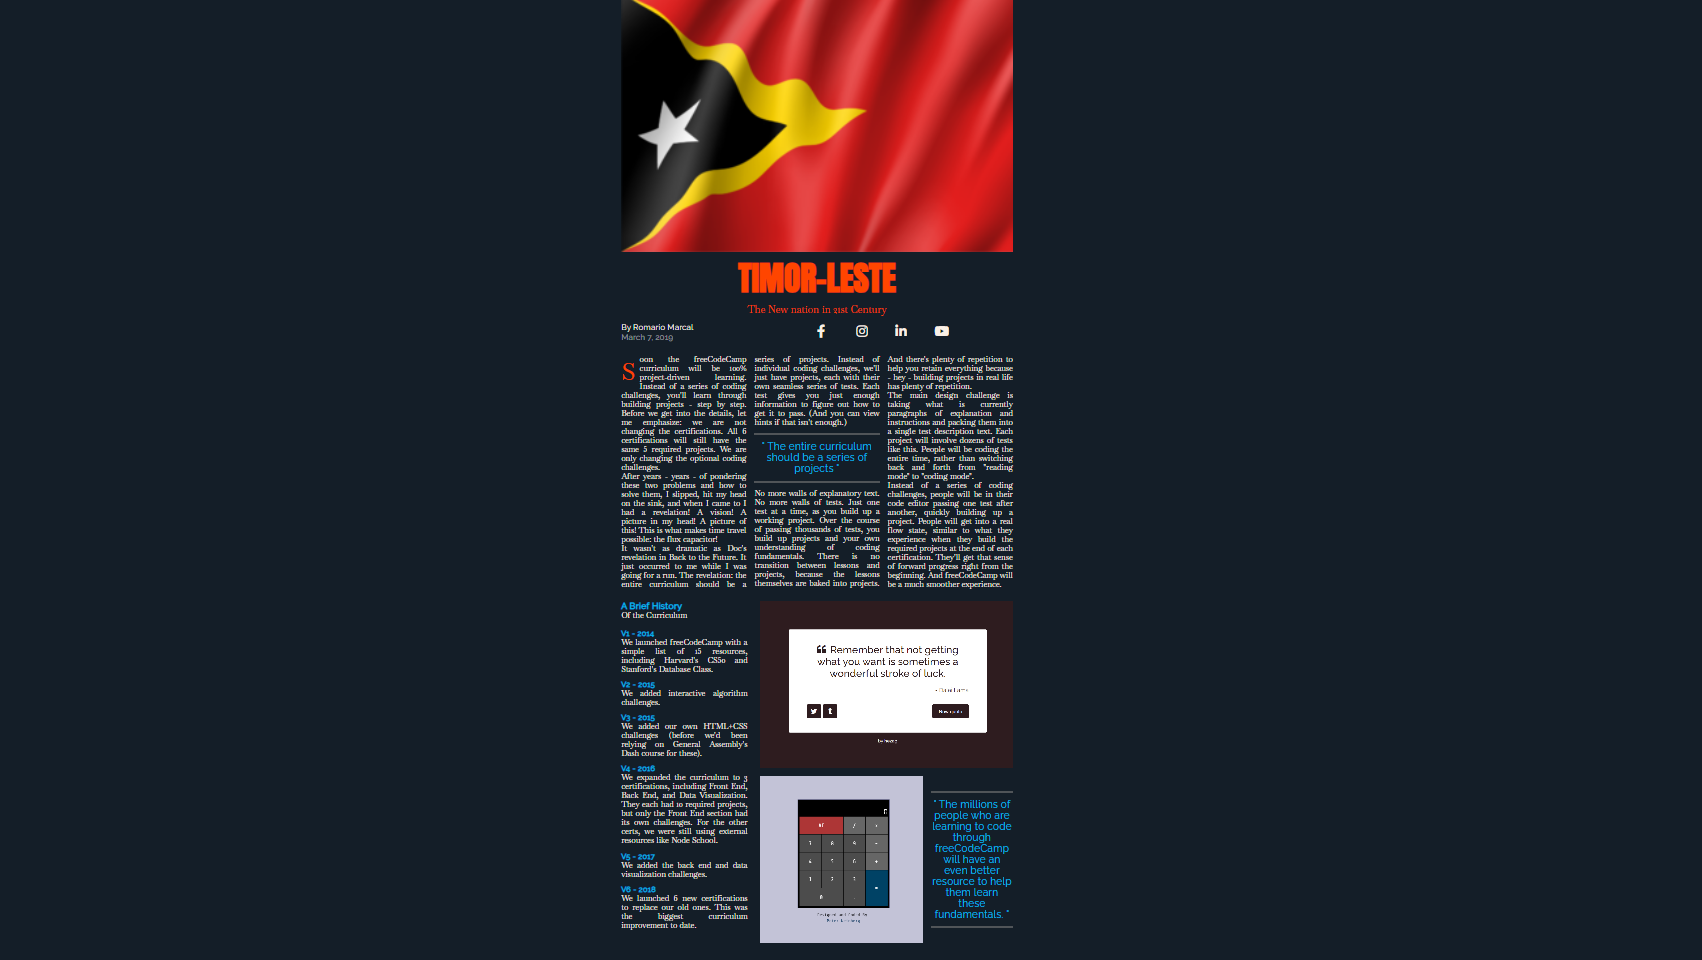 TIMOR-LESTE
The New nation in 21st Century
By Romario Marcal
March 7, 2019
Soon the freeCodeCamp
curriculum will be 100%
project-driven learning.
Instead of a series of coding
challenges, you'll learn through
building projects - step by step.
Before we get into the details, let
me emphasize: we are not
changing the certifications. All 6
certifications will still have the
same 5 required projects. We are
only changing the optional coding
challenges.
After years - years - of pondering
these two problems and how to
solve them, I slipped, hit my head
on the sink, and when I came to I
had a revelation! A vision! A
picture in my head! A picture of
this! This is what makes time travel
possible: the flux capacitor!
It wasn't as dramatic as Doc's
revelation in Back to the Future. It
just occurred to me while I was
going for a run. The revelation: the
entire curriculum should be a
series of projects. Instead of
individual coding challenges, we'll
just have projects, each with their
own seamless series of tests. Each
test gives you just enough
information to figure out how to
get it to pass. (And you can view
hints if that isn't enough.)
" The entire curriculum
should be a series of
projects "
No more walls of explanatory text.
No more walls of tests. Just one
test at a time, as you build up a
working project. Over the course
of passing thousands of tests, you
build up projects and your own
understanding of coding
fundamentals. There is no
transition between lessons and
projects, because the lessons
themselves are baked into projects.
And there's plenty of repetition to
help you retain everything because
- hey - building projects in real life
has plenty of repetition.
The main design challenge is
taking what is currently
paragraphs of explanation and
instructions and packing them into
a single test description text. Each
project will involve dozens of tests
like this. People will be coding the
entire time, rather than switching
back and forth from "reading
mode" to "coding mode".
Instead of a series of coding
challenges, people will be in their
code editor passing one test after
another, quickly building up a
project. People will get into a real
flow state, similar to what they
experience when they build the
required projects at the end of each
certification. They'll get that sense
of forward progress right from the
beginning. And freeCodeCamp will
be a much smoother experience.
A Brief History
Of the Curriculum
V1 - 2014
We launched freeCodeCamp with a
simple list of 15 resources,
including Harvard's CS50 and
Stanford's Database Class.
V2 - 2015
We added interactive algorithm
challenges.
V3 - 2015
We added our own HTML+CSS
challenges (before we'd been
relying on General Assembly's
Dash course for these).
V4 - 2016
We expanded the curriculum to 3
certifications, including Front End,
Back End, and Data Visualization.
They each had 10 required projects,
but only the Front End section had
its own challenges. For the other
certs, we were still using external
resources like Node School.
V5 - 2017
We added the back end and data
visualization challenges.
V6 - 2018
We launched 6 new certifications
to replace our old ones. This was
the biggest curriculum
improvement to date.
“ Remember that not getting
what you want is sometimes a
wonderful stroke of luck.
New quote
by hezag
AC / x
7 8 9 -
4 5 6 +
1 2 3 =
0 .
Designed and Coded By
" The millions of
people who are
learning to code
through
freeCodeCamp
will have an
even better
resource to help
them learn
these
fundamentals. "